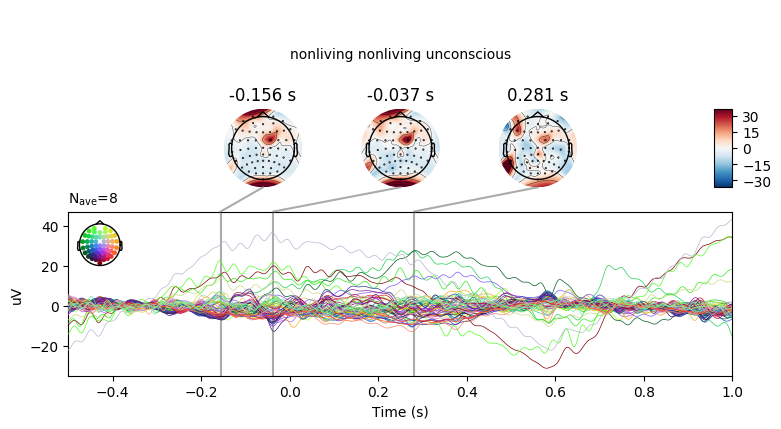 nonliving nonliving unconscious
-0.156 s -0.037 s 0.281 s
30
15
0
−15
−30
Nave=8
40
20
0
−20
uV
−0.4 −0.2 0.0 0.2 0.4 0.6 0.8 1.0
Time (s)